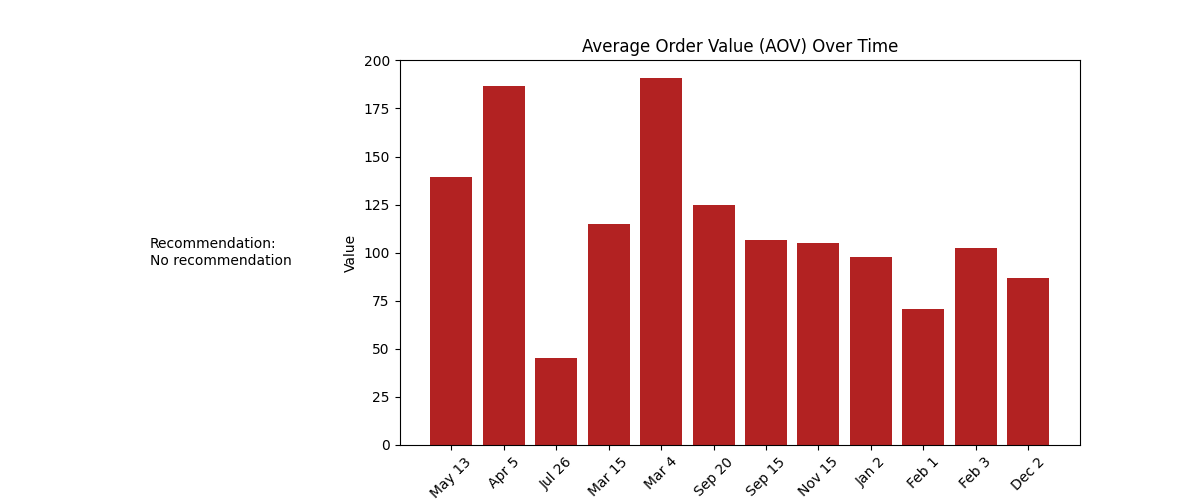 Average Order Value (AOV) Over Time
200
175
150
125
100
75
50
25
0
Value
Recommendation:
No recommendation
May 13
Apr 5
Jul 26
Mar 15
Mar 4
Sep 20
Sep 15
Nov 15
Jan 2
Feb 1
Feb 3
Dec 2